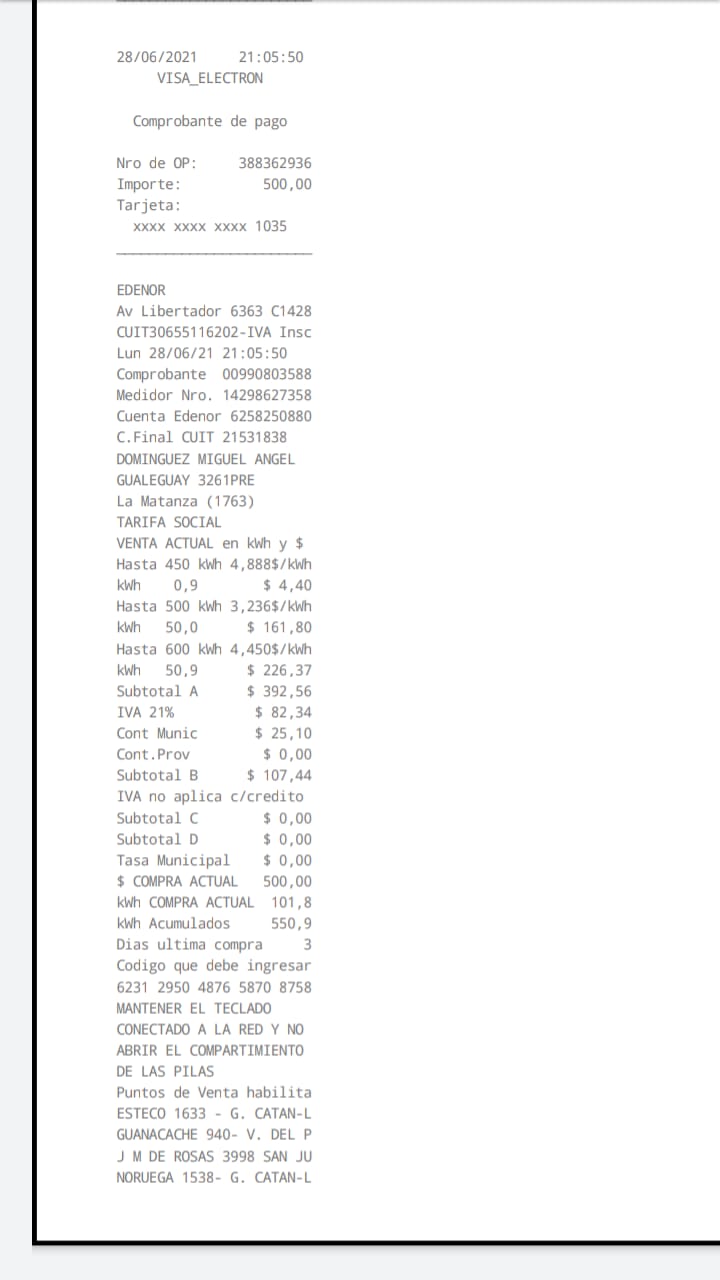 28/06/2021 21:05:50
VISA_ELECTRON
Comprobante de pago
Nro de OP: 388362936
Importe: 500,00
Tarjeta:
xxxx xxxx xxxx 1035
EDENOR
Av Libertador 6363 C1428
CUIT30655116202-IVA Insc
Lun 28/06/21 21:05:50
Comprobante 00990803588
Medidor Nro. 14298627358
Cuenta Edenor 6258250880
C.Final CUIT 21531838
DOMINGUEZ MIGUEL ANGEL
GUALEGUAY 3261PRE
La Matanza (1763)
TARIFA SOCIAL
VENTA ACTUAL en kWh y $
Hasta 450 kWh 4,888$/kWh
kWh 0,9 $ 4,40
Hasta 500 kWh 3,236$/kWh
kWh 50,0 $ 161,80
Hasta 600 kWh 4,450$/kWh
kWh 50,9 $ 226,37
Subtotal A $ 392,56
IVA 21% $ 82,34
Cont Munic $ 25,10
Cont.Prov $ 0,00
Subtotal B $ 107,44
IVA no aplica c/credito
Subtotal C $ 0,00
Subtotal D $ 0,00
Tasa Municipal $ 0,00
$ COMPRA ACTUAL 500,00
kWh COMPRA ACTUAL 101,8
kWh Acumulados 550,9
Dias ultima compra 3
Codigo que debe ingresar
6231 2950 4876 5870 8758
MANTENER EL TECLADO
CONECTADO A LA RED Y NO
ABRIR EL COMPARTIMIENTO
DE LAS PILAS
Puntos de Venta habilita
ESTECO 1633 - G. CATAN-L
GUANACACHE 940- V. DEL P
J M DE ROSAS 3998 SAN JU
NORUEGA 1538- G. CATAN-L